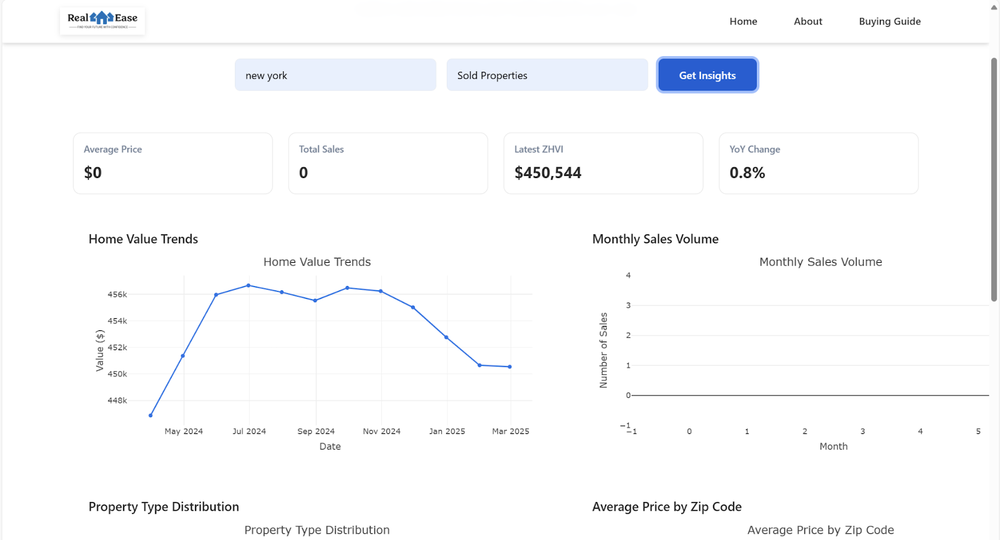 Real Ease
FIND YOUR FUTURE WITH CONFIDENCE
Home About Buying Guide
new york
Sold Properties
Get Insights
Average Price
$0
Total Sales
0
Latest ZHVI
$450,544
YoY Change
0.8%
Home Value Trends
Home Value Trends
456k
454k
452k
450k
448k
Value ($)
May 2024 Jul 2024 Sep 2024 Nov 2024 Jan 2025 Mar 2025
Date
Monthly Sales Volume
Monthly Sales Volume
4
3
2
1
0
−1
Number of Sales
−1 0 1 2 3 4 5
Month
Property Type Distribution
Property Type Distribution
Average Price by Zip Code
Average Price by Zip Code